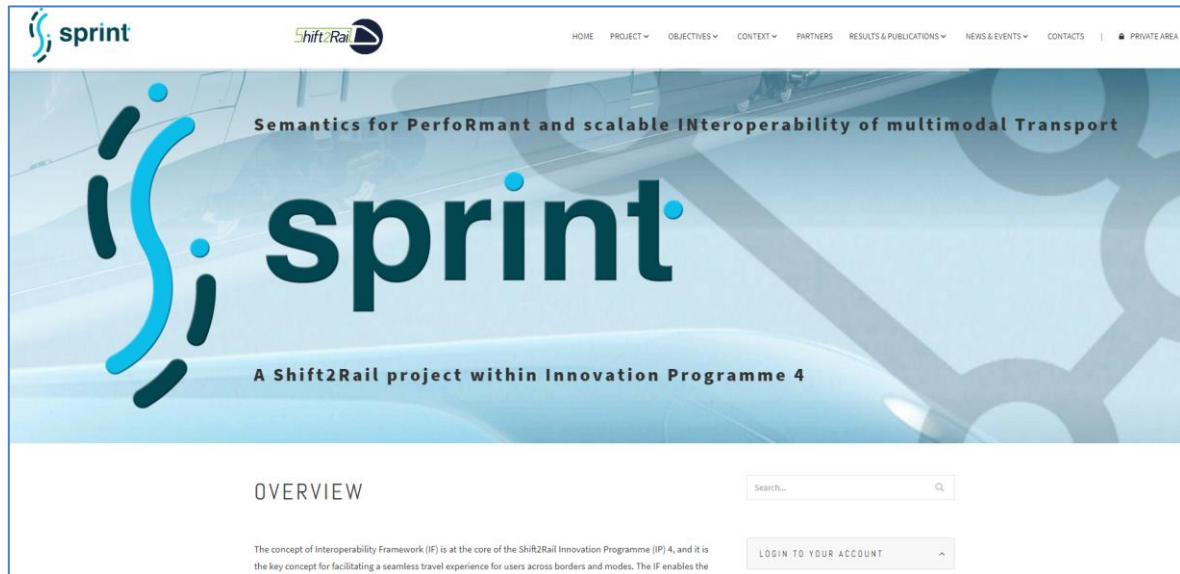 sprint
Shift2Rail
HOME PROJECT OBJECTIVES CONTEXT PARTNERS RESULTS & PUBLICATIONS NEWS & EVENTS CONTACTS | PRIVATE AREA
Semantics for PerfoRmant and scalable INteroperability of multimodal Transport
sprint
A Shift2Rail project within Innovation Programme 4
OVERVIEW
Search...
The concept of Interoperability Framework (IF) is at the core of the Shift2Rail Innovation Programme (IP) 4, and it is
the key concept for facilitating a seamless travel experience for users across borders and modes. The IF enables the
LOGIN TO YOUR ACCOUNT